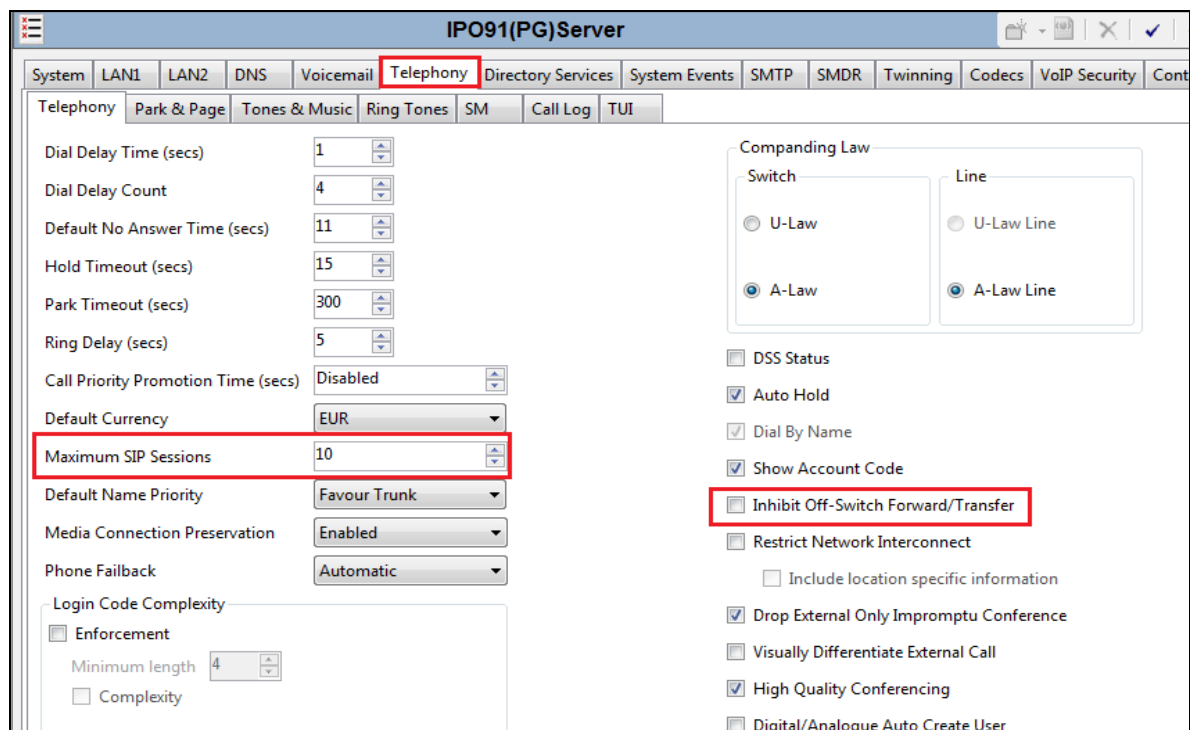 IPO91(PG)Server
System LAN1 LAN2 DNS Voicemail Telephony Directory Services System Events SMTP SMDR Twinning Codecs VoIP Security Cont
Telephony Park & Page Tones & Music Ring Tones SM Call Log TUI
Dial Delay Time (secs) 1
Dial Delay Count 4
Default No Answer Time (secs) 11
Hold Timeout (secs) 15
Park Timeout (secs) 300
Ring Delay (secs) 5
Call Priority Promotion Time (secs) Disabled
Default Currency EUR
Maximum SIP Sessions 10
Default Name Priority Favour Trunk
Media Connection Preservation Enabled
Phone Failback Automatic
Login Code Complexity
Enforcement
Minimum length 4
Complexity
Companding Law
Switch Line
U-Law U-Law Line
A-Law A-Law Line
DSS Status
Auto Hold
Dial By Name
Show Account Code
Inhibit Off-Switch Forward/Transfer
Restrict Network Interconnect
Include location specific information
Drop External Only Impromptu Conference
Visually Differentiate External Call
High Quality Conferencing
Digital/Analogue Auto Create User